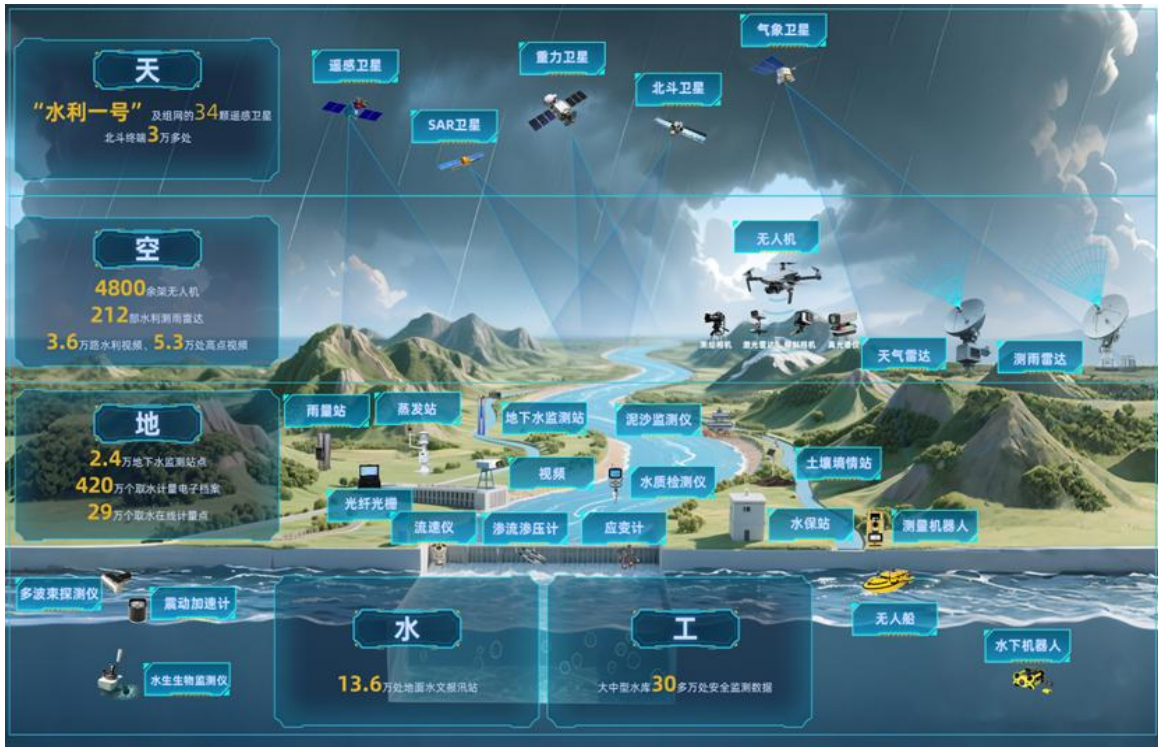 天
“水利一号” 及组网的34颗遥感卫星
北斗终端3万多处
遥感卫星
SAR卫星
重力卫星
北斗卫星
气象卫星
空
4800余架无人机
212部水利测雨雷达
3.6万路水利视频、5.3万处高点视频
无人机
激光雷达
高光谱仪
天气雷达
测雨雷达
地
2.4万地下水监测站点
420万个取水计量电子档案
29万个取水在线计量点
雨量站
蒸发站
地下水监测站
泥沙监测仪
视频
水质检测仪
土壤墒情站
光纤光栅
流速仪
渗流渗压计
应变计
水保站
测量机器人
多波束探测仪
震动加速计
水生生物监测仪
水
13.6万处地面水文报汛站
工
大中型水库30多万处安全监测数据
无人船
水下机器人